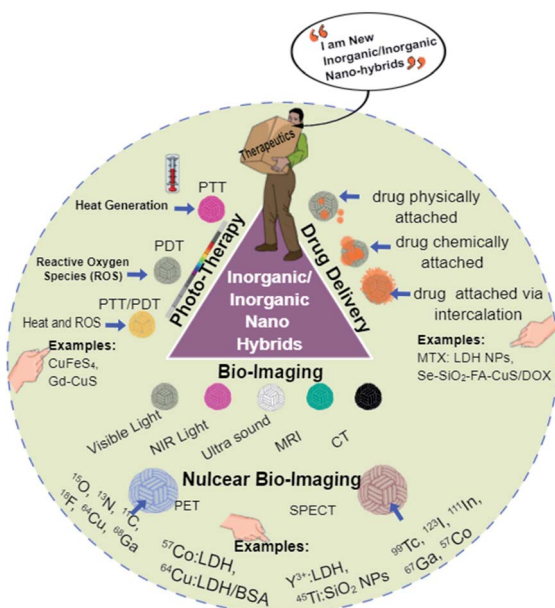 I am New
Inorganic/Inorganic
Nano-hybrids
Therapeutics
PTT
Heat Generation
PDT
Reactive Oxygen
Species (ROS)
PTT/PDT
Heat and ROS
Examples:
CuFeS₄,
Gd-CuS
Photo-Therapy
Inorganic/
Inorganic
Nano
Hybrids
Drug Delivery
drug physically
attached
drug chemically
attached
drug attached via
intercalation
Examples:
MTX: LDH NPs,
Se-SiO₂-FA-CuS/DOX
Bio-Imaging
Visible Light
NIR Light
Ultra sound
MRI
CT
Nulcear Bio-Imaging
PET
SPECT
¹⁵O, ¹³N, ¹¹C,
¹⁸F, ⁶⁴Cu, ⁶⁸Ga
Examples:
⁵⁷Co:LDH,
⁶⁴Cu:LDH/BSA
Y³⁺:LDH,
⁴⁵Ti:SiO₂ NPs
⁹⁹Tc, ¹²³I, ¹¹¹In,
⁶⁷Ga, ⁵⁷Co